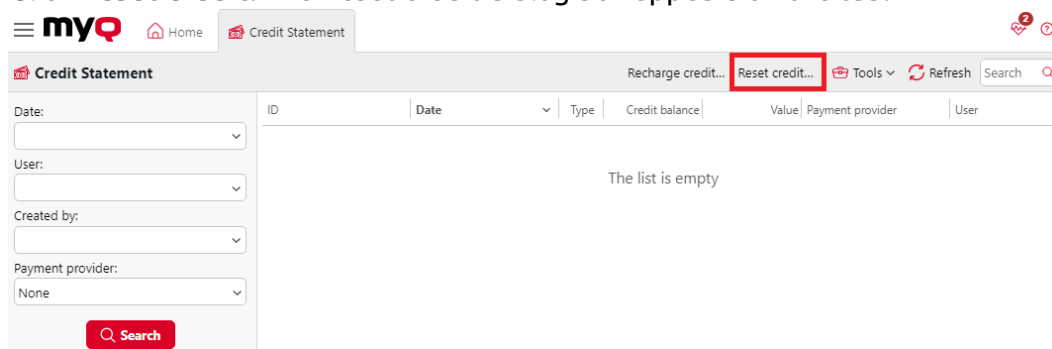 myQ Home Credit Statement 2
Credit Statement Recharge credit... Reset credit... Tools Refresh Search
Date: ID Date Type Credit balance Value Payment provider User
User:
The list is empty
Created by:
Payment provider:
None
Search